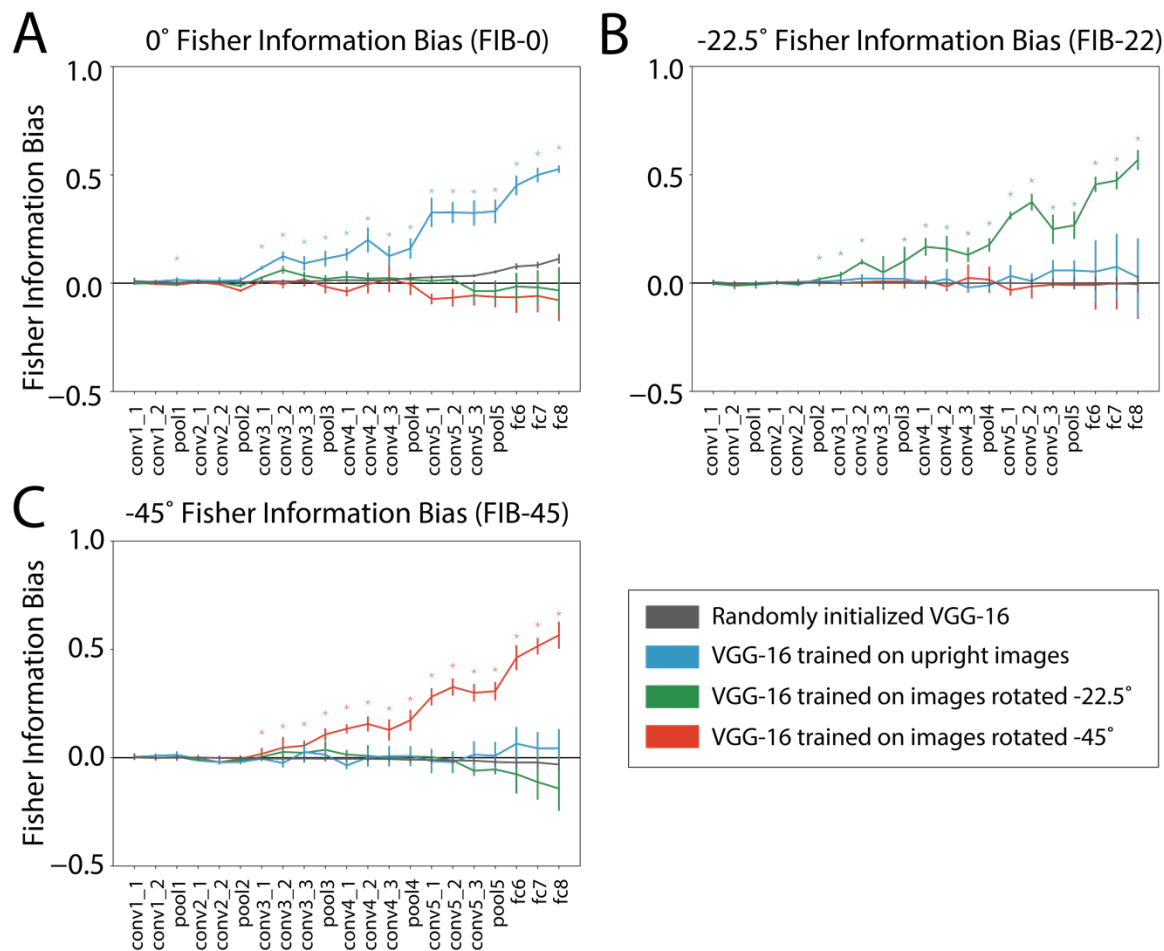 A
0˚ Fisher Information Bias (FIB-0)
Fisher Information Bias
1.0
0.5
0.0
−0.5
conv1_1
conv1_2
pool1
conv2_1
conv2_2
pool2
conv3_1
conv3_2
conv3_3
pool3
conv4_1
conv4_2
conv4_3
pool4
conv5_1
conv5_2
conv5_3
pool5
fc6
fc7
fc8
B
-22.5˚ Fisher Information Bias (FIB-22)
1.0
0.5
0.0
−0.5
conv1_1
conv1_2
pool1
conv2_1
conv2_2
pool2
conv3_1
conv3_2
conv3_3
pool3
conv4_1
conv4_2
conv4_3
pool4
conv5_1
conv5_2
conv5_3
pool5
fc6
fc7
fc8
C
-45˚ Fisher Information Bias (FIB-45)
Fisher Information Bias
1.0
0.5
0.0
−0.5
conv1_1
conv1_2
pool1
conv2_1
conv2_2
pool2
conv3_1
conv3_2
conv3_3
pool3
conv4_1
conv4_2
conv4_3
pool4
conv5_1
conv5_2
conv5_3
pool5
fc6
fc7
fc8
Randomly initialized VGG-16
VGG-16 trained on upright images
VGG-16 trained on images rotated -22.5˚
VGG-16 trained on images rotated -45˚